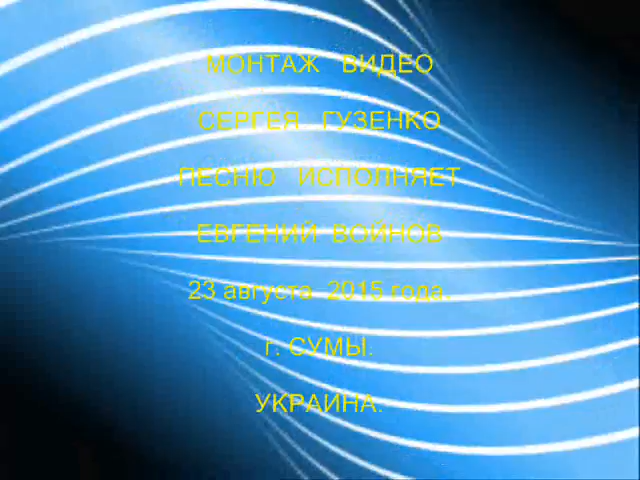 МОНТАЖ ВИДЕО
СЕРГЕЯ ГУЗЕНКО
ПЕСНЮ ИСПОЛНЯЕТ
ЕВГЕНИЙ ВОЙНОВ
23 августа 2015 года.
г. СУМЫ.
УКРАИНА.